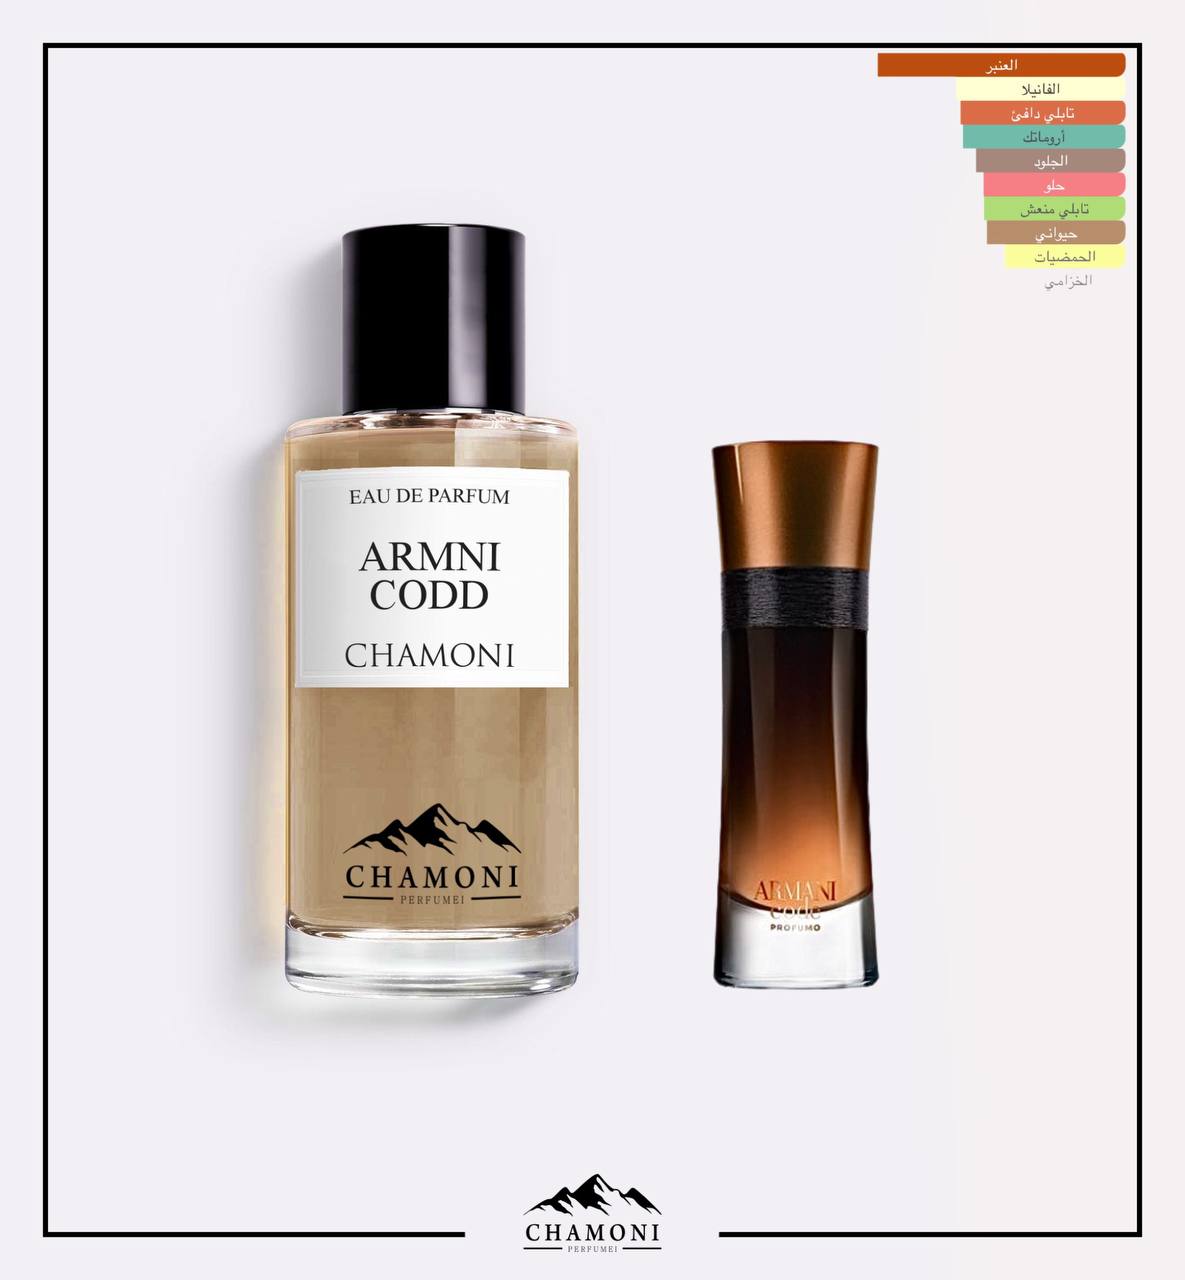 العنبر
الفانيلا
تابلي دافئ
أروماتك
الجلود
حلو
تابلي منعش
حيواني
الحمضيات
الخزامي
EAU DE PARFUM
ARMNI
CODD
CHAMONI
CHAMONI
PERFUMEI
ARMANI
code
PROFUMO
CHAMONI
PERFUMEI